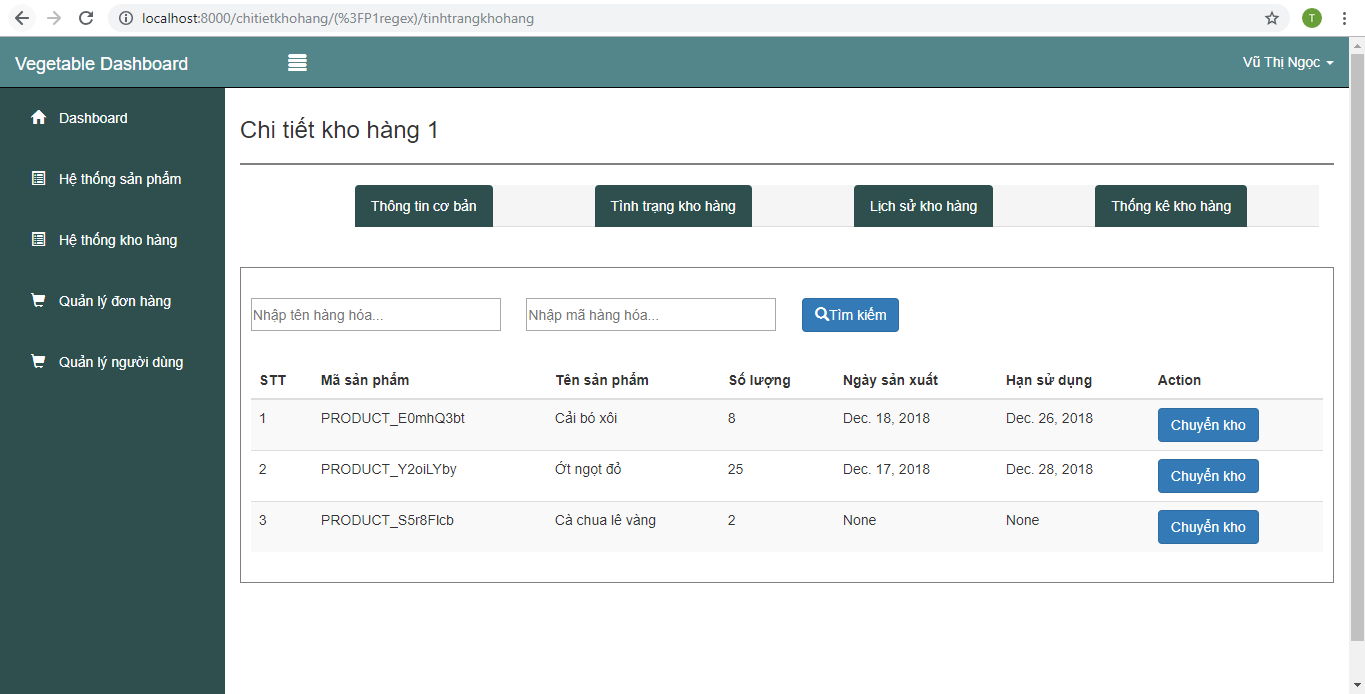 localhost:8000/chitietkhohang/(%3FP1regex)/tinhtrangkhohang
T
Vegetable Dashboard
Vũ Thị Ngọc
Dashboard
Hệ thống sản phẩm
Hệ thống kho hàng
Quản lý đơn hàng
Quản lý người dùng
Chi tiết kho hàng 1
Thông tin cơ bản Tình trạng kho hàng Lịch sử kho hàng Thống kê kho hàng
Nhập tên hàng hóa... Nhập mã hàng hóa... Tìm kiếm
STT Mã sản phẩm Tên sản phẩm Số lượng Ngày sản xuất Hạn sử dụng Action
1 PRODUCT_E0mhQ3bt Cải bó xôi 8 Dec. 18, 2018 Dec. 26, 2018 Chuyển kho
2 PRODUCT_Y2oiLYby Ớt ngọt đỏ 25 Dec. 17, 2018 Dec. 28, 2018 Chuyển kho
3 PRODUCT_S5r8FIcb Cà chua lê vàng 2 None None Chuyển kho